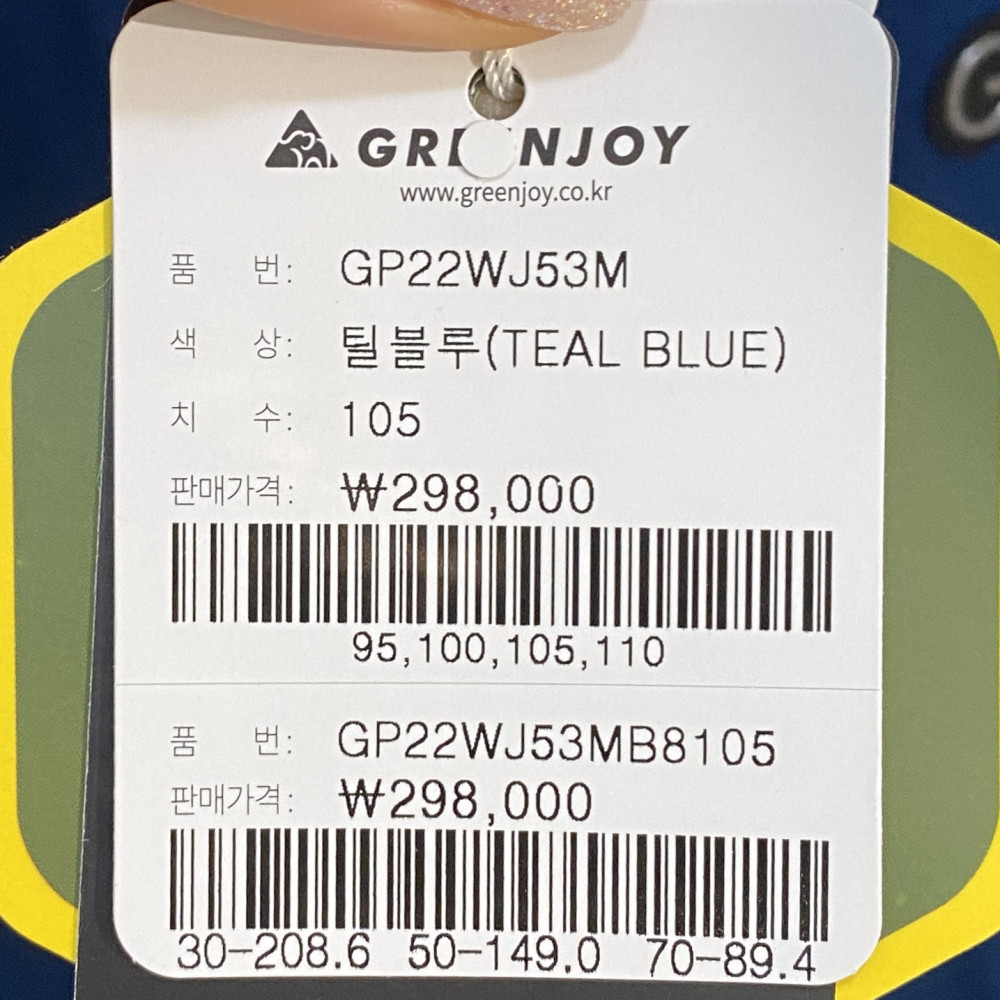 GREENJOY
www.greenjoy.co.kr
품 번: GP22WJ53M
색 상: 틸블루(TEAL BLUE)
치 수: 105
판매가격: ₩298,000
95,100,105,110
품 번: GP22WJ53MB8105
판매가격: ₩298,000
30-208.6 50-149.0 70-89.4